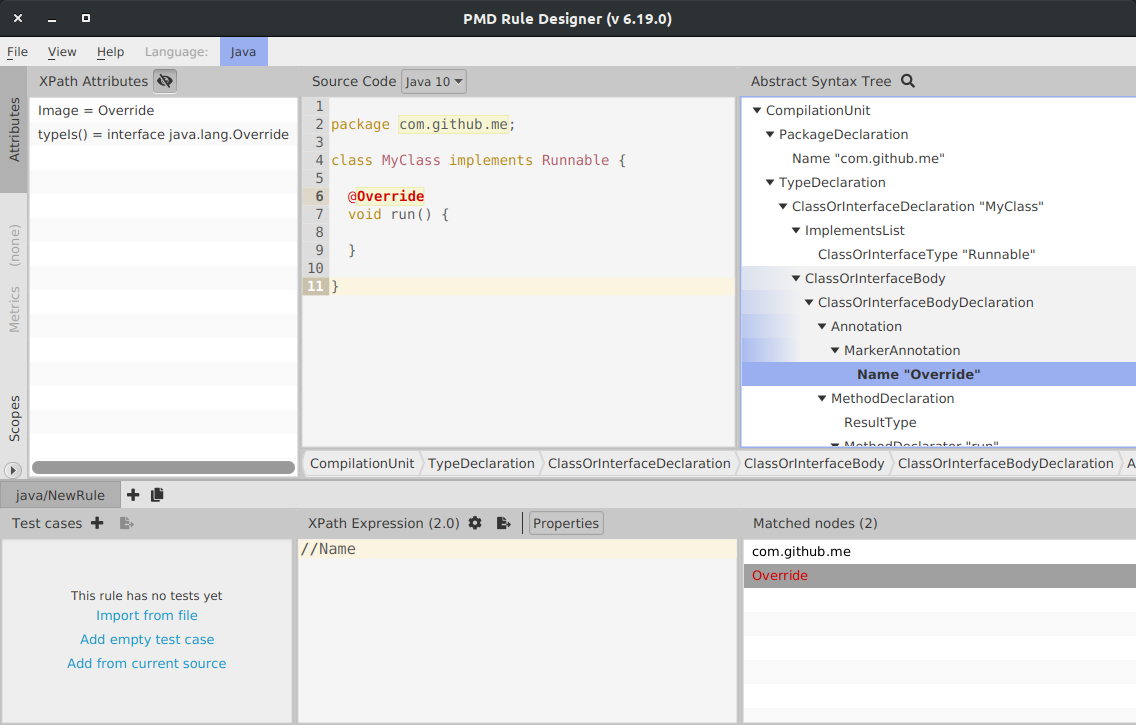 PMD Rule Designer (v 6.19.0)
File View Help Language: Java
XPath Attributes
Source Code Java 10
Abstract Syntax Tree
Attributes
Metrics (none)
Scopes
Image = Override
typeIs() = interface java.lang.Override
1
2 package com.github.me;
3
4 class MyClass implements Runnable {
5
6 @Override
7 void run() {
8
9 }
10
11 }
CompilationUnit
PackageDeclaration
Name "com.github.me"
TypeDeclaration
ClassOrInterfaceDeclaration "MyClass"
ImplementsList
ClassOrInterfaceType "Runnable"
ClassOrInterfaceBody
ClassOrInterfaceBodyDeclaration
Annotation
MarkerAnnotation
Name "Override"
MethodDeclaration
ResultType
MethodDeclarator "run"
CompilationUnit TypeDeclaration ClassOrInterfaceDeclaration ClassOrInterfaceBody ClassOrInterfaceBodyDeclaration A
java/NewRule
Test cases
XPath Expression (2.0) Properties
Matched nodes (2)
This rule has no tests yet
Import from file
Add empty test case
Add from current source
//Name
com.github.me
Override